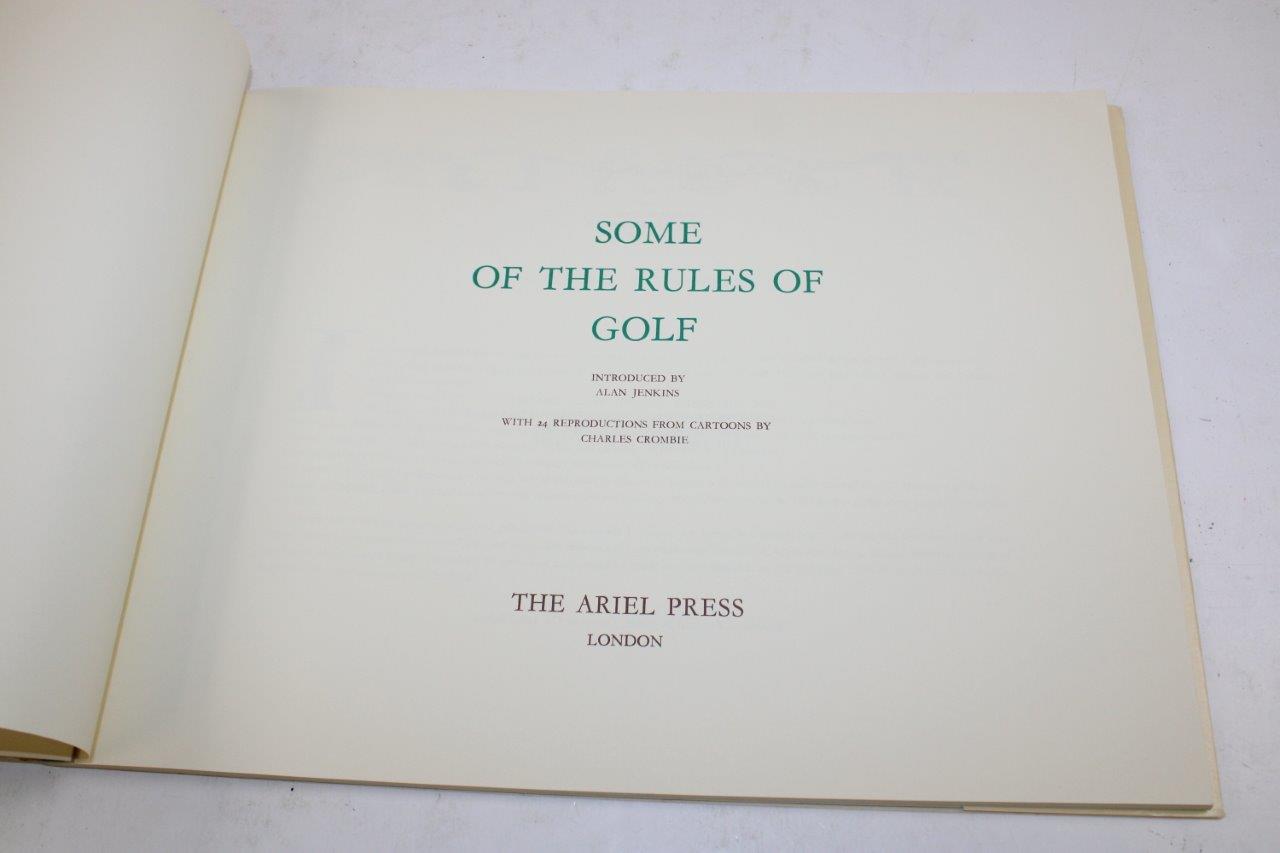 SOME
OF THE RULES OF
GOLF
INTRODUCED BY
ALAN JENKINS
WITH 24 REPRODUCTIONS FROM CARTOONS BY
CHARLES CROMBIE
THE ARIEL PRESS
LONDON